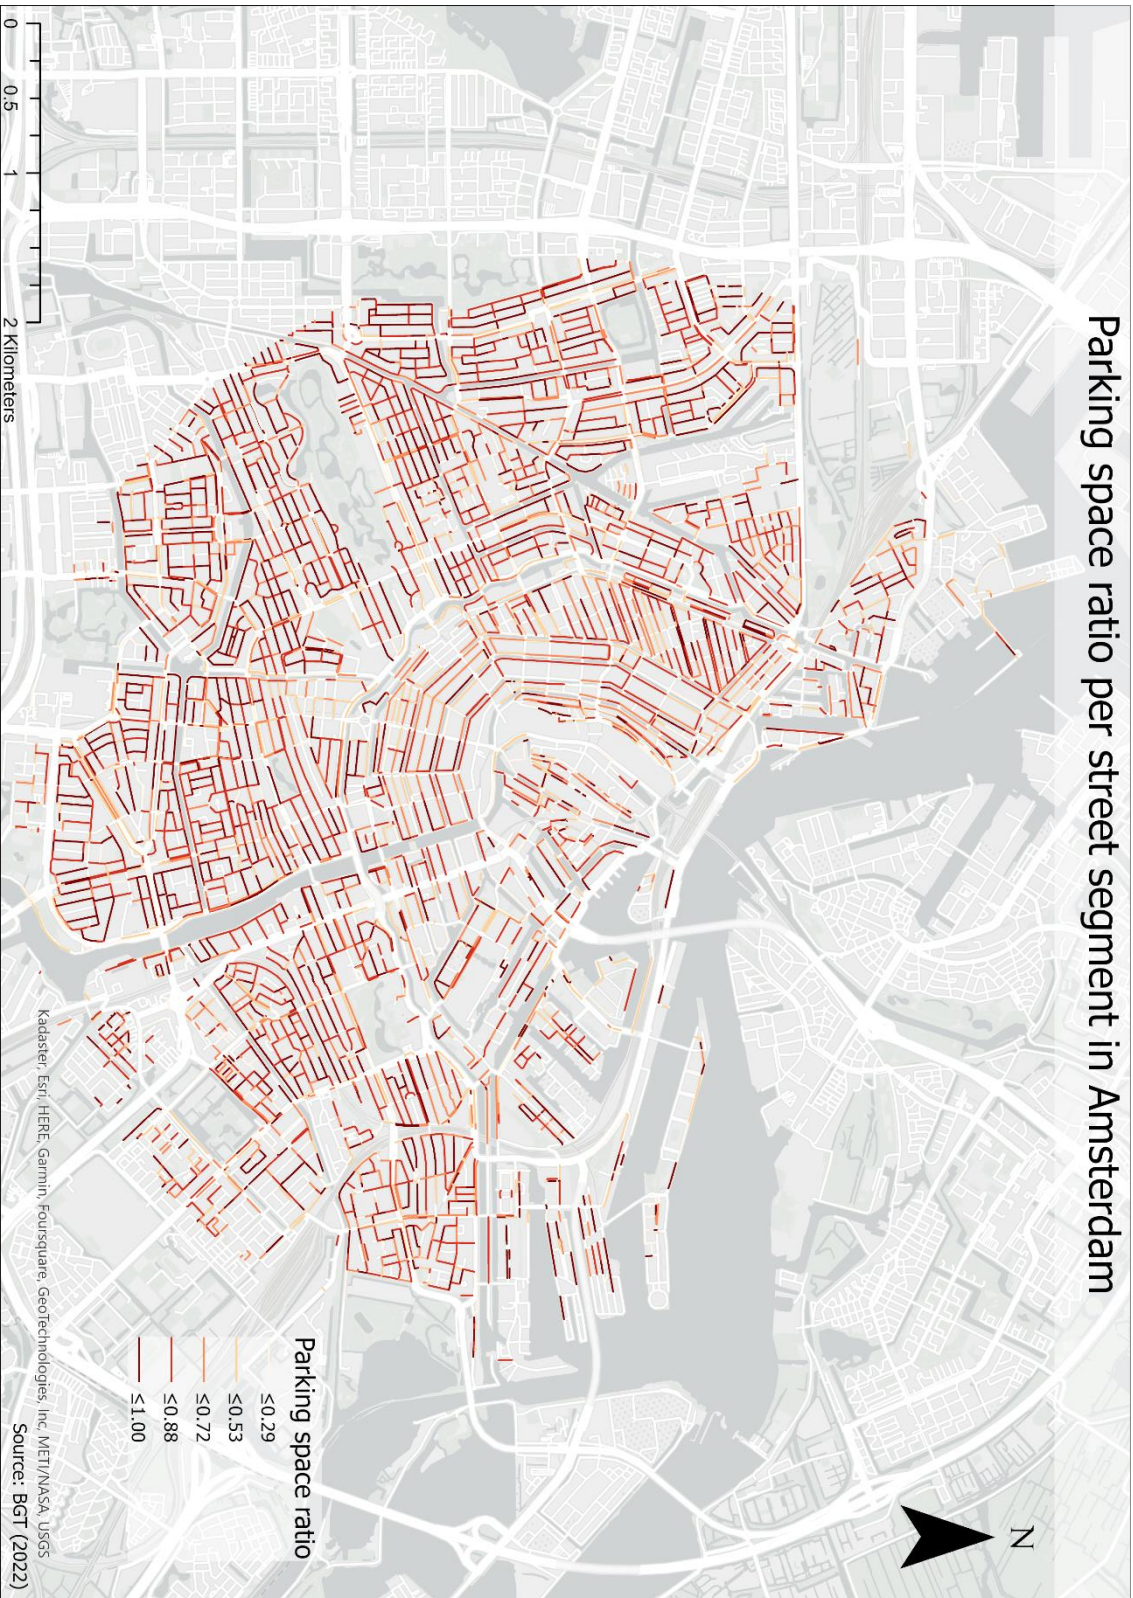 Parking space ratio per street segment in Amsterdam
N
Parking space ratio
≤0.29
≤0.53
≤0.72
≤0.88
≤1.00
0 0.5 1 2 Kilometers
Kadaster, Esri, HERE, Garmin, Foursquare, GeoTechnologies, Inc, METI/NASA, USGS
Source: BGT (2022)